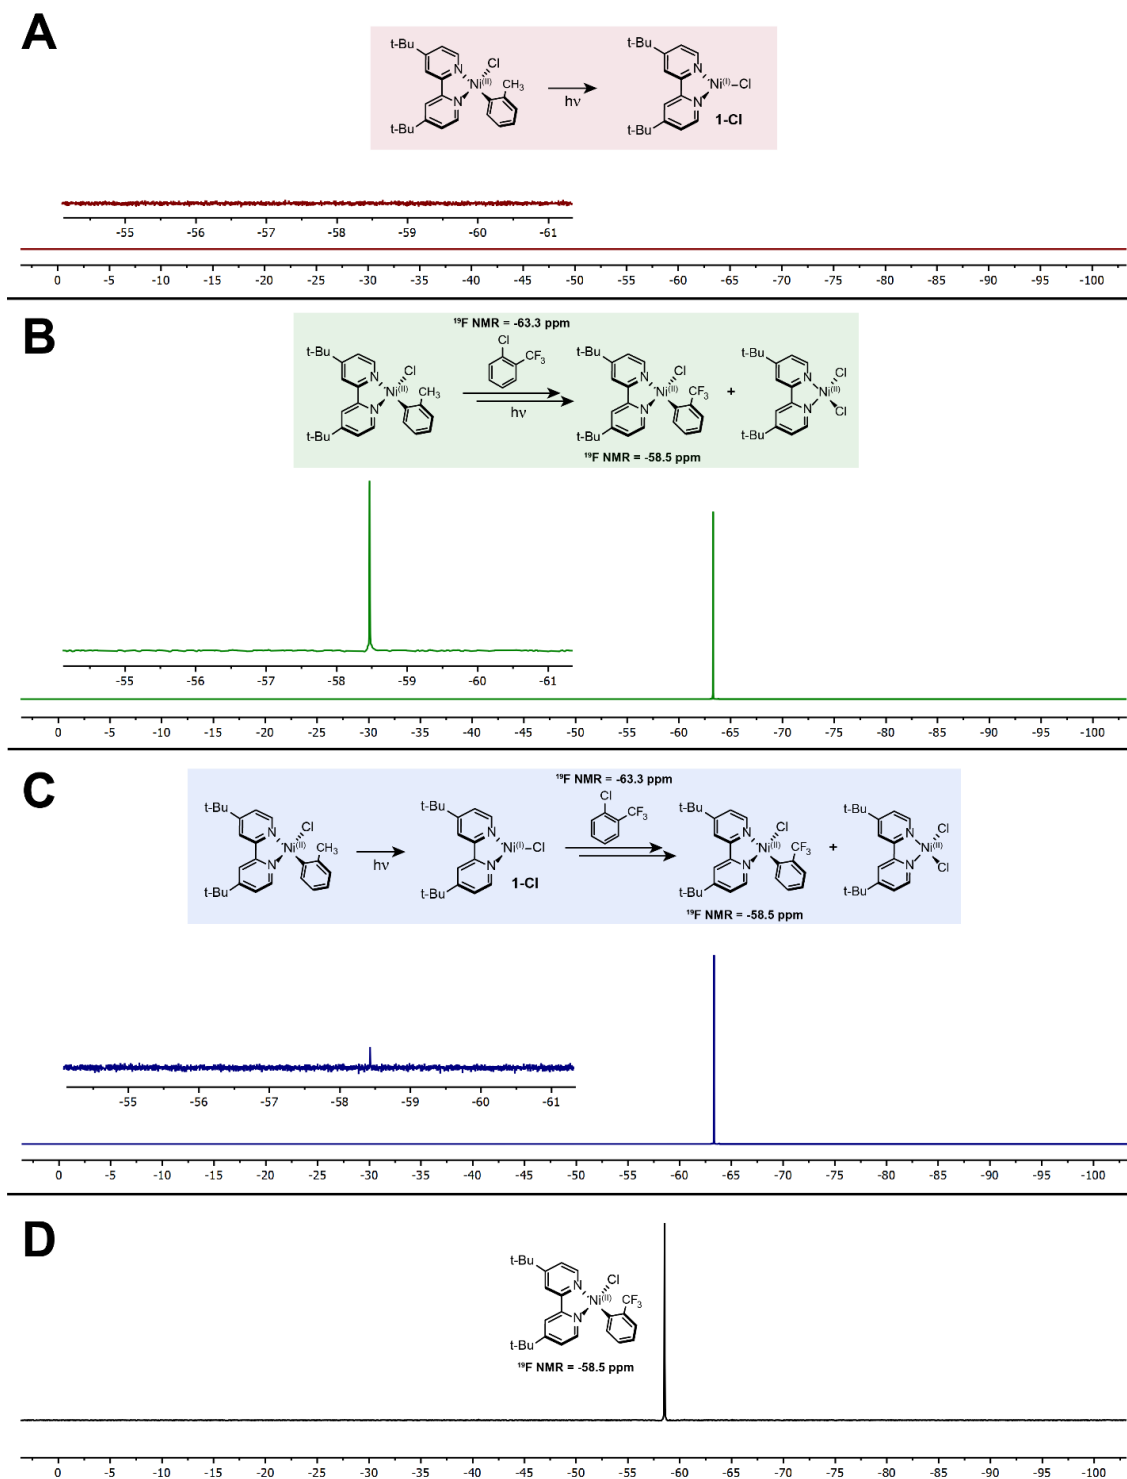 A
t-Bu
N
Ni(II)
Cl
CH3
N
t-Bu
hν
t-Bu
N
Ni(I)—Cl
N
t-Bu
1-Cl
-55 -56 -57 -58 -59 -60 -61
0 -5 -10 -15 -20 -25 -30 -35 -40 -45 -50 -55 -60 -65 -70 -75 -80 -85 -90 -95 -100
B
19F NMR = -63.3 ppm
t-Bu
N
Ni(II)
Cl
CH3
N
t-Bu
Cl
CF3
hν
t-Bu
N
Ni(II)
Cl
CF3
N
t-Bu
19F NMR = -58.5 ppm
+
t-Bu
N
Ni(II)
Cl
Cl
N
t-Bu
-55 -56 -57 -58 -59 -60 -61
0 -5 -10 -15 -20 -25 -30 -35 -40 -45 -50 -55 -60 -65 -70 -75 -80 -85 -90 -95 -100
C
19F NMR = -63.3 ppm
t-Bu
N
Ni(II)
Cl
CH3
N
t-Bu
hν
t-Bu
N
Ni(I)—Cl
N
t-Bu
1-Cl
Cl
CF3
t-Bu
N
Ni(II)
Cl
CF3
N
t-Bu
19F NMR = -58.5 ppm
+
t-Bu
N
Ni(II)
Cl
Cl
N
t-Bu
-55 -56 -57 -58 -59 -60 -61
0 -5 -10 -15 -20 -25 -30 -35 -40 -45 -50 -55 -60 -65 -70 -75 -80 -85 -90 -95 -100
D
t-Bu
N
Ni(II)
Cl
CF3
N
t-Bu
19F NMR = -58.5 ppm
0 -5 -10 -15 -20 -25 -30 -35 -40 -45 -50 -55 -60 -65 -70 -75 -80 -85 -90 -95 -100